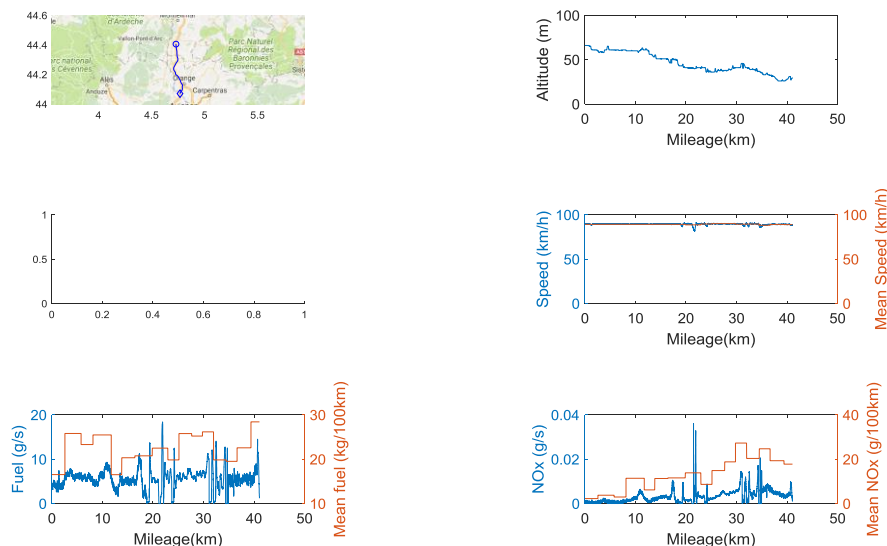 44.6
44.4
44.2
44
d'Ardèche
Montélimar
Vallon-Pont-d'Arc
Parc Naturel
Régional des
Baronnies
Provençales
parc national
des Cévennes
Alès
Anduze
Orange
Carpentras
4
4.5
5
5.5
100
50
0
Altitude (m)
0 10 20 30 40 50
Mileage(km)
1
0.5
0
0 0.2 0.4 0.6 0.8 1
100
50
0
Speed (km/h)
100
50
0
Mean Speed (km/h)
0 10 20 30 40 50
Mileage(km)
20
10
0
Fuel (g/s)
30
20
10
Mean fuel (kg/100km)
0 10 20 30 40 50
Mileage(km)
0.04
0.02
0
NOx (g/s)
40
20
0
Mean NOx (g/100km)
0 10 20 30 40 50
Mileage(km)